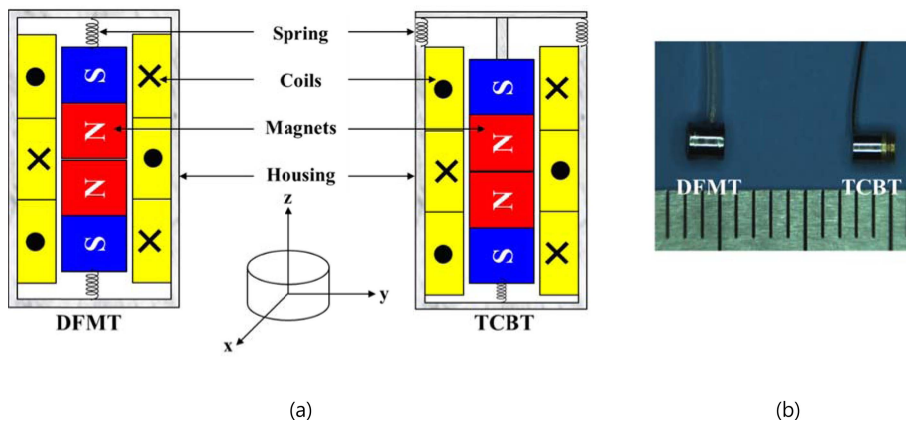 Spring
Coils
Magnets
Housing
S
N
N
S
S
N
N
S
z
y
x
DFMT
TCBT
DFMT
TCBT
(a)
(b)